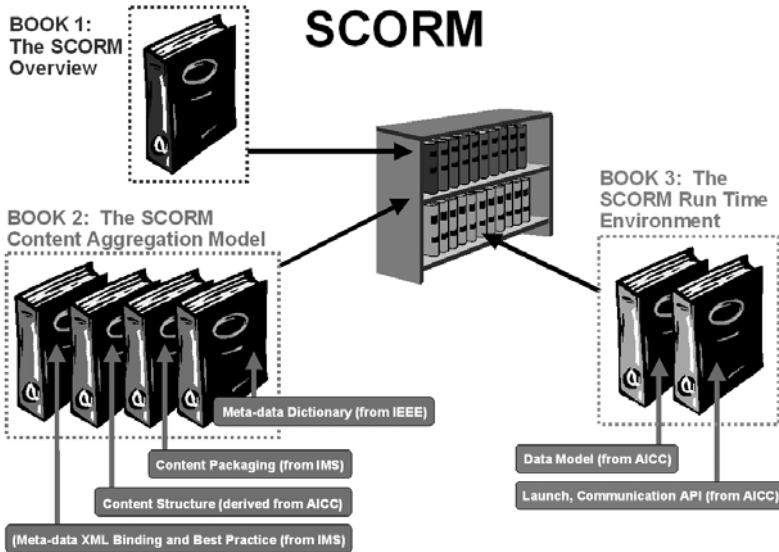 SCORM
BOOK 1:
The SCORM
Overview
BOOK 2: The SCORM
Content Aggregation Model
BOOK 3: The
SCORM Run Time
Environment
Meta-data Dictionary (from IEEE)
Content Packaging (from IMS)
Content Structure (derived from AICC)
(Meta-data XML Binding and Best Practice (from IMS)
Data Model (from AICC)
Launch, Communication API (from AICC)